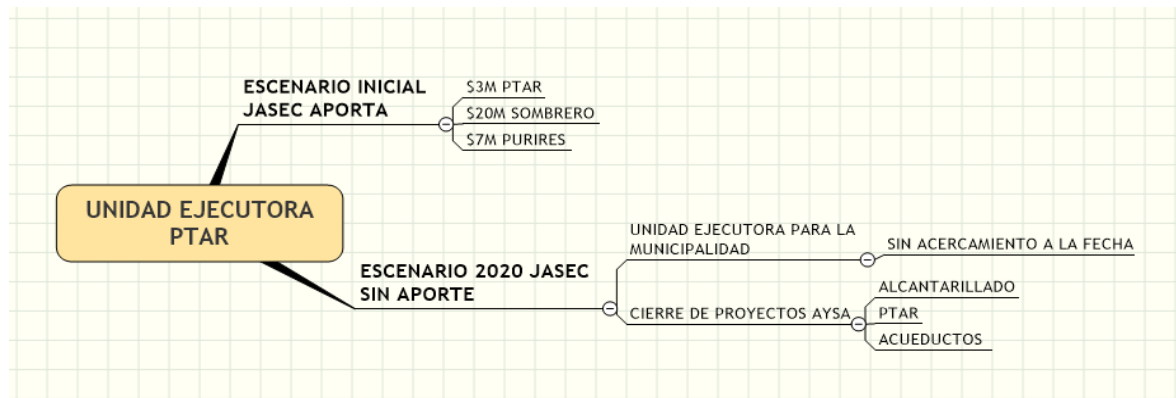 ESCENARIO INICIAL
JASEC APORTA
$3M PTAR
$20M SOMBRERO
$7M PURIRES
UNIDAD EJECUTORA
PTAR
ESCENARIO 2020 JASEC
SIN APORTE
UNIDAD EJECUTORA PARA LA
MUNICIPALIDAD
SIN ACERCAMIENTO A LA FECHA
CIERRE DE PROYECTOS AYSA
ALCANTARILLADO
PTAR
ACUEDUCTOS